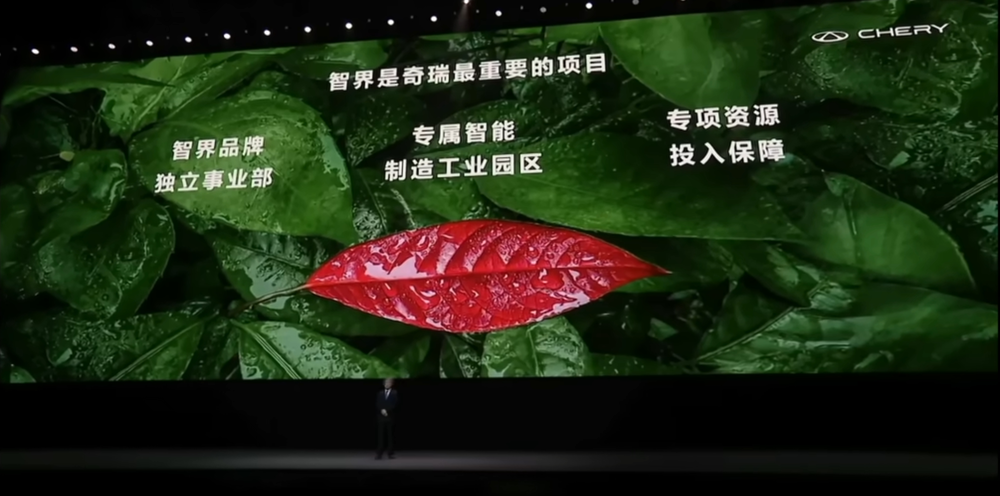 CHERY
智界是奇瑞最重要的项目
智界品牌
独立事业部
专属智能
制造工业园区
专项资源
投入保障